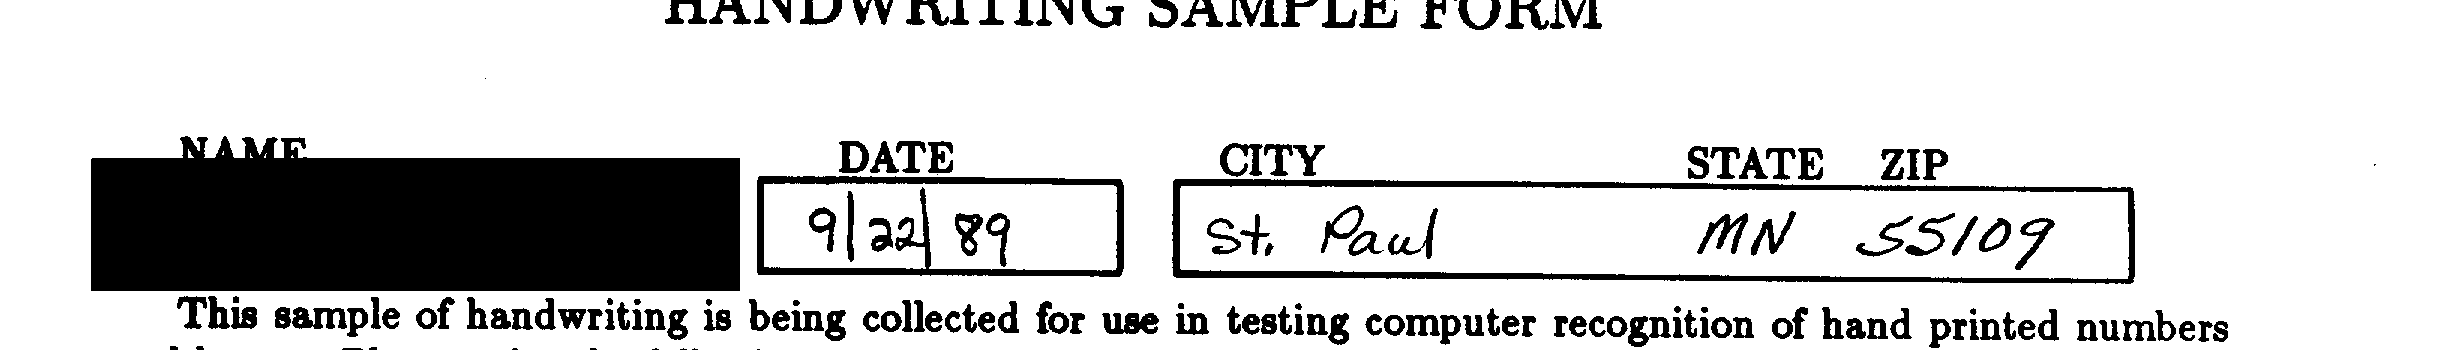 HANDWRITING SAMPLE FORM
NAME DATE CITY STATE ZIP
9/22/89 St. Paul MN 55109
This sample of handwriting is being collected for use in testing computer recognition of hand printed numbers